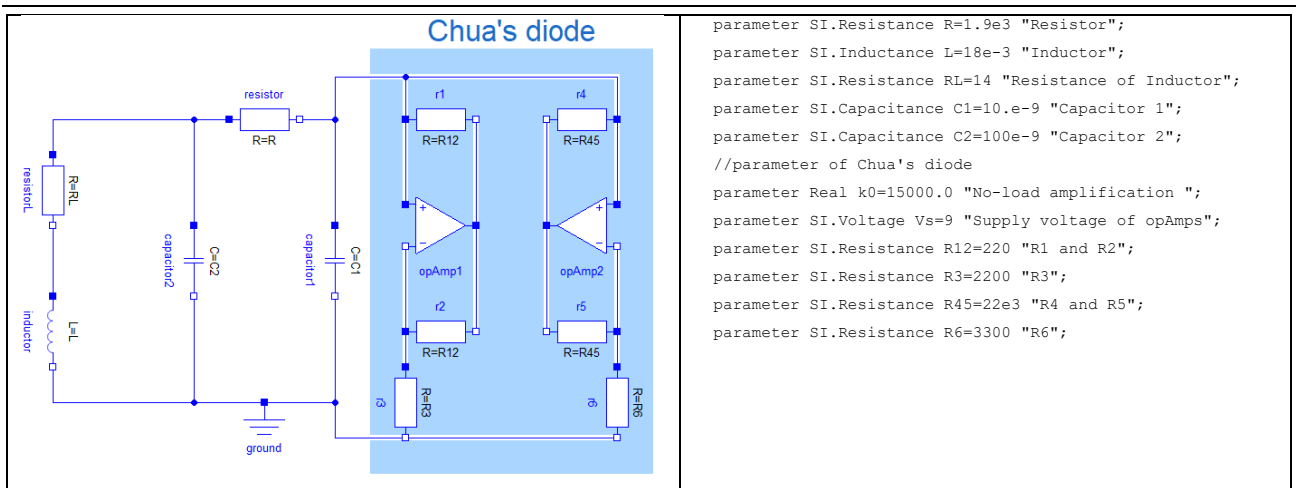 Chua's diode
resistor
R=R
r1
R=R12
r4
R=R45
resistorL
R=RL
+
−
opAmp1
+
−
opAmp2
capacitor2
C=C2
capacitor1
C=C1
r2
R=R12
r5
R=R45
inductor
L=L
r3
R=R3
r6
R=R6
ground
parameter SI.Resistance R=1.9e3 "Resistor";
parameter SI.Inductance L=18e-3 "Inductor";
parameter SI.Resistance RL=14 "Resistance of Inductor";
parameter SI.Capacitance C1=10.e-9 "Capacitor 1";
parameter SI.Capacitance C2=100e-9 "Capacitor 2";
//parameter of Chua's diode
parameter Real k0=15000.0 "No-load amplification ";
parameter SI.Voltage Vs=9 "Supply voltage of opAmps";
parameter SI.Resistance R12=220 "R1 and R2";
parameter SI.Resistance R3=2200 "R3";
parameter SI.Resistance R45=22e3 "R4 and R5";
parameter SI.Resistance R6=3300 "R6";